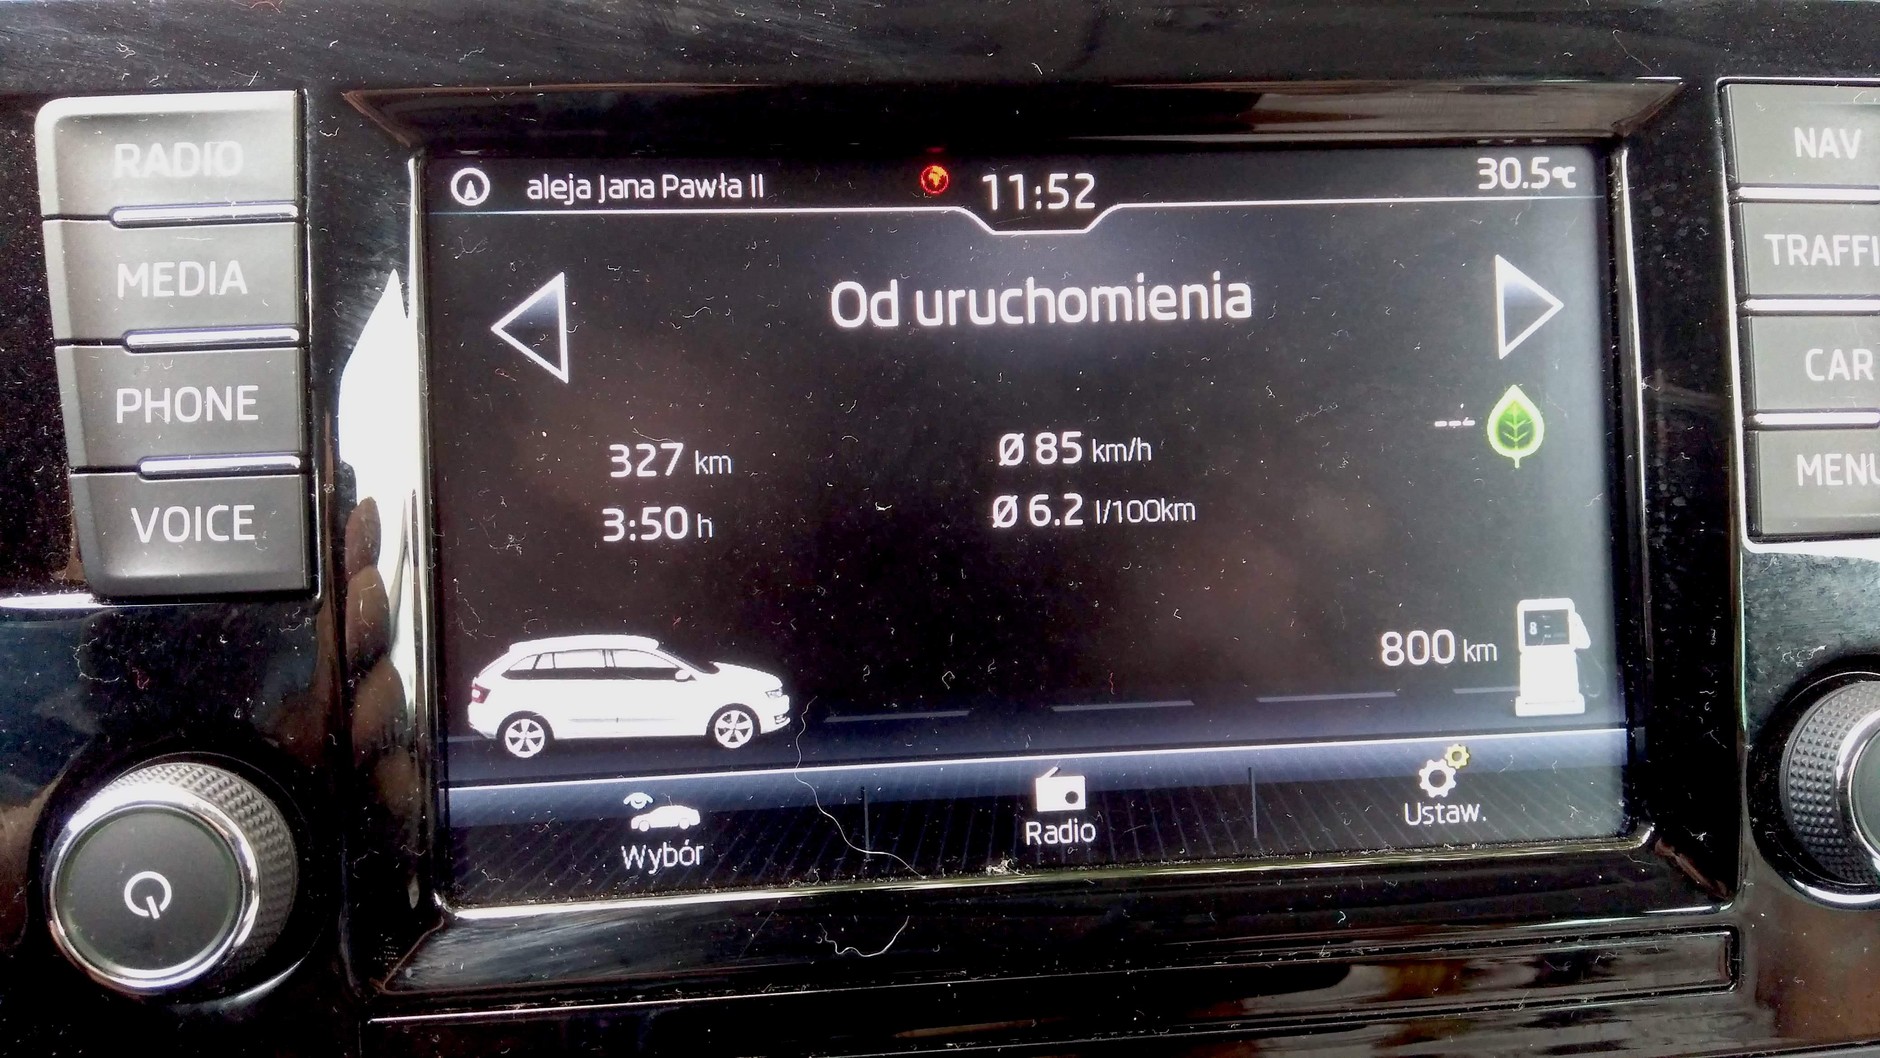 RADIO
MEDIA
PHONE
VOICE
aleja Jana Pawła II
11:52
30.5°C
Od uruchomienia
327 km
3:50 h
Ø 85 km/h
Ø 6.2 l/100km
--.-
800 km
8
Wybór
Radio
Ustaw.
NAV
TRAFFI
CAR
MENU